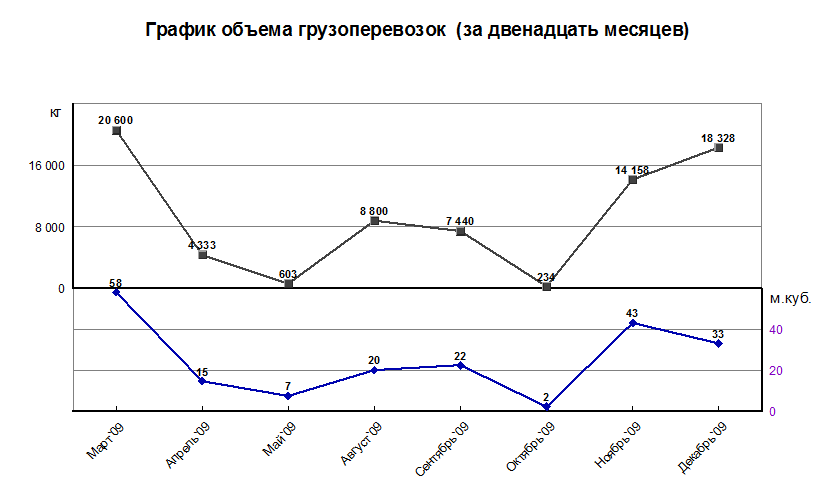 График объема грузоперевозок (за двенадцать месяцев)
кг
20 600
18 328
16 000
14 158
8 800
8 000
7 440
4 333
603
234
0
58
м.куб.
43
40
33
22
20
20
15
7
2
0
Март'09
Апрель'09
Май'09
Август'09
Сентябрь'09
Октябрь'09
Ноябрь'09
Декабрь'09